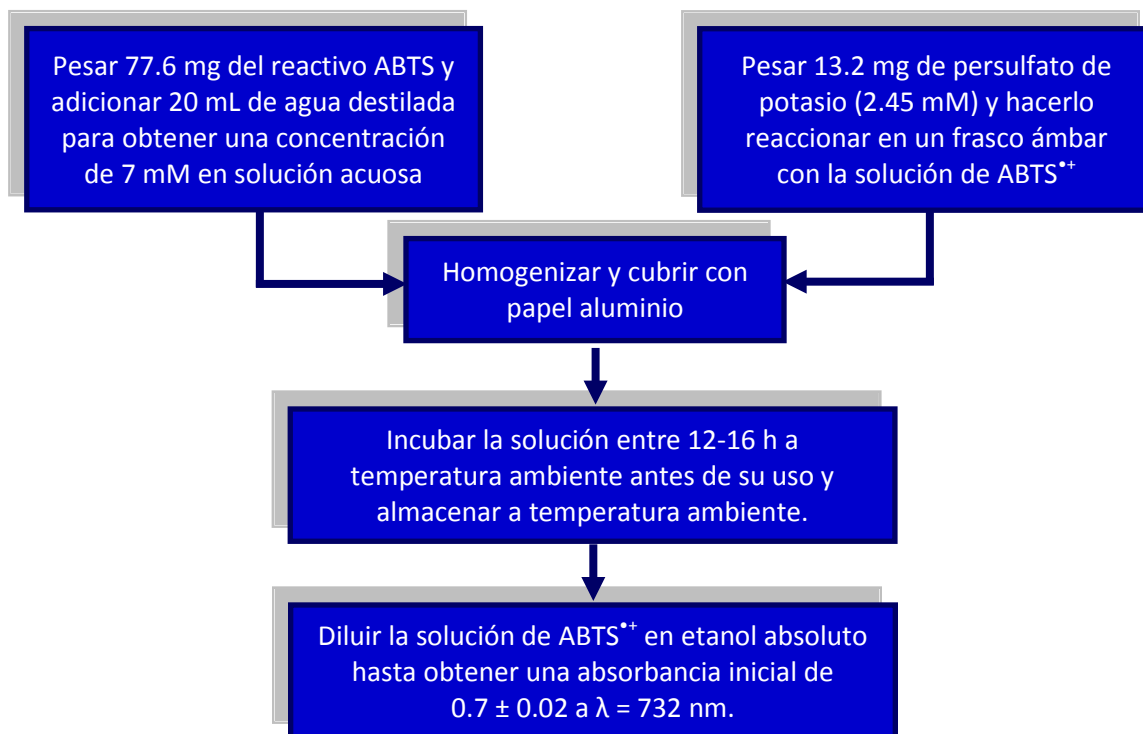 Pesar 77.6 mg del reactivo ABTS y
adicionar 20 mL de agua destilada
para obtener una concentración
de 7 mM en solución acuosa
Pesar 13.2 mg de persulfato de
potasio (2.45 mM) y hacerlo
reaccionar en un frasco ámbar
con la solución de ABTS•+
Homogenizar y cubrir con
papel aluminio
Incubar la solución entre 12-16 h a
temperatura ambiente antes de su uso y
almacenar a temperatura ambiente.
Diluir la solución de ABTS•+ en etanol absoluto
hasta obtener una absorbancia inicial de
0.7 ± 0.02 a λ = 732 nm.